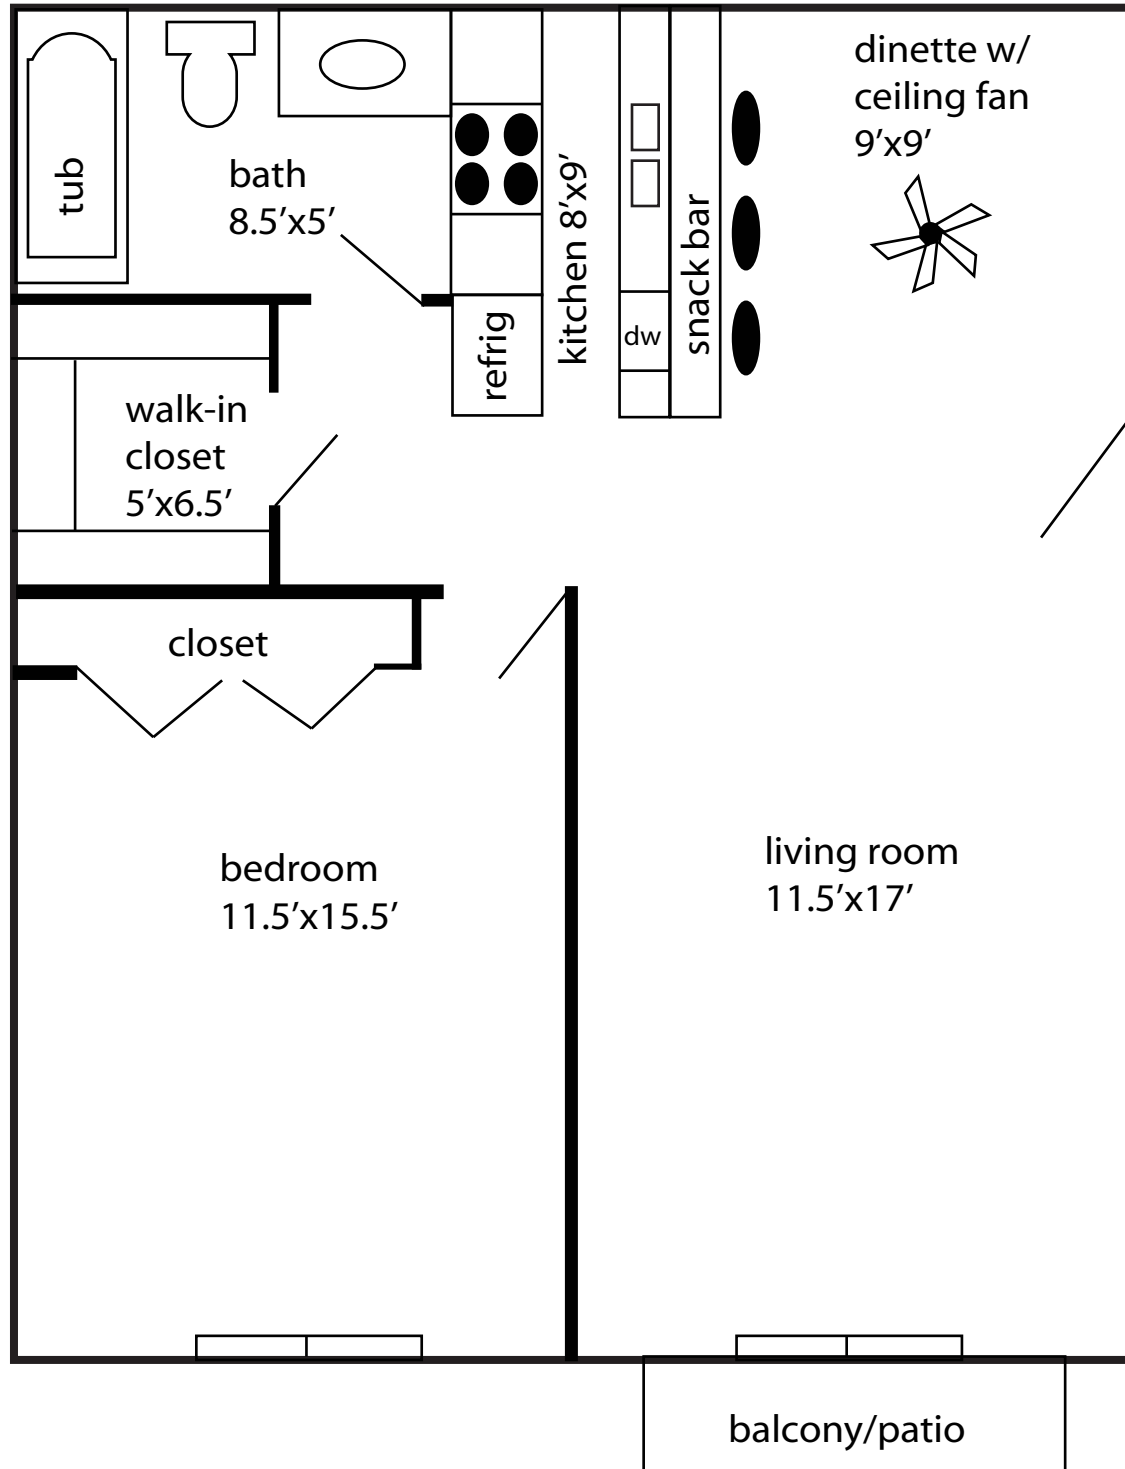 dinette w/
ceiling fan
9’x9’
tub
bath
8.5’x5’
kitchen 8’x9’
snack bar
refrig
dw
walk-in
closet
5’x6.5’
closet
bedroom
11.5’x15.5’
living room
11.5’x17’
balcony/patio